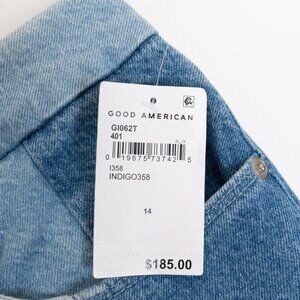 GOOD AMERICAN
GI062T
401
0 19675 73742 5
I358
INDIGO358
14
$185.00